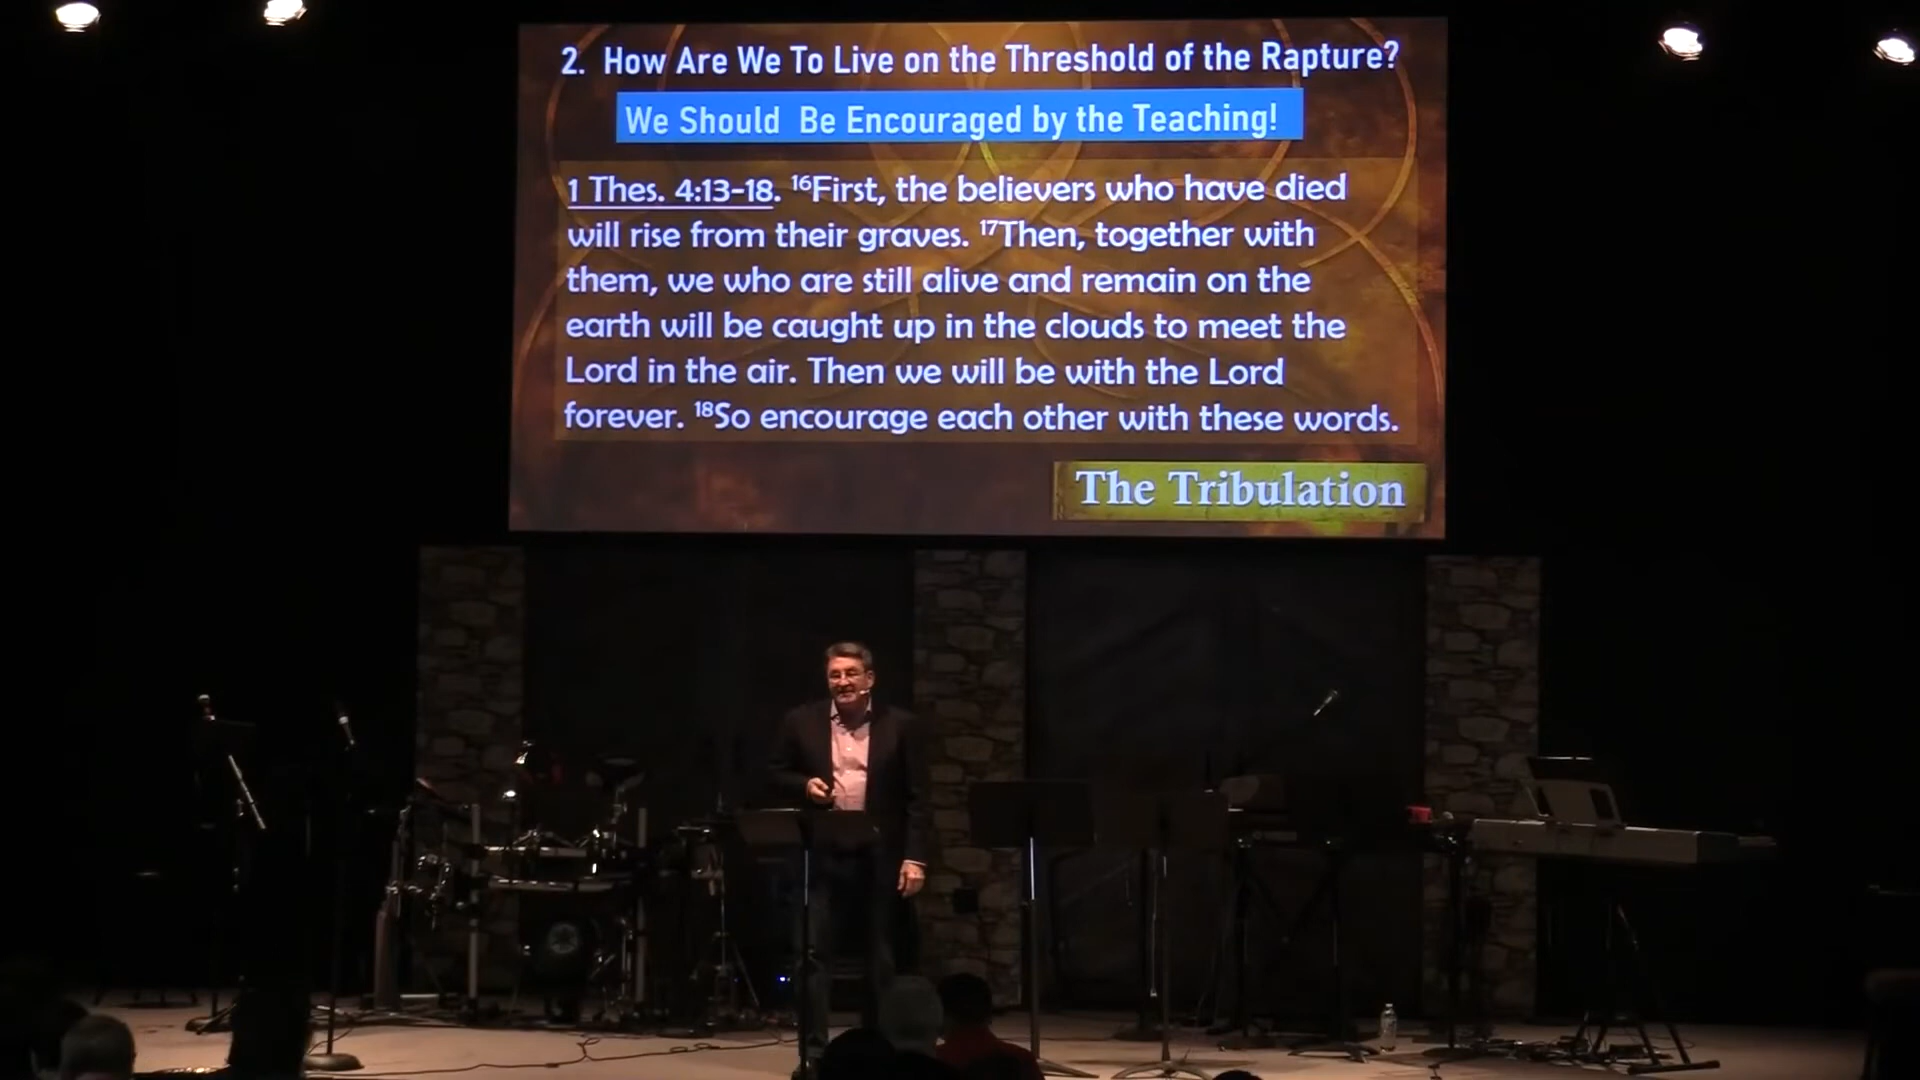 2. How Are We To Live on the Threshold of the Rapture?
We Should Be Encouraged by the Teaching!
1 Thes. 4:13-18. ¹⁶First, the believers who have died
will rise from their graves. ¹⁷Then, together with
them, we who are still alive and remain on the
earth will be caught up in the clouds to meet the
Lord in the air. Then we will be with the Lord
forever. ¹⁸So encourage each other with these words.
The Tribulation